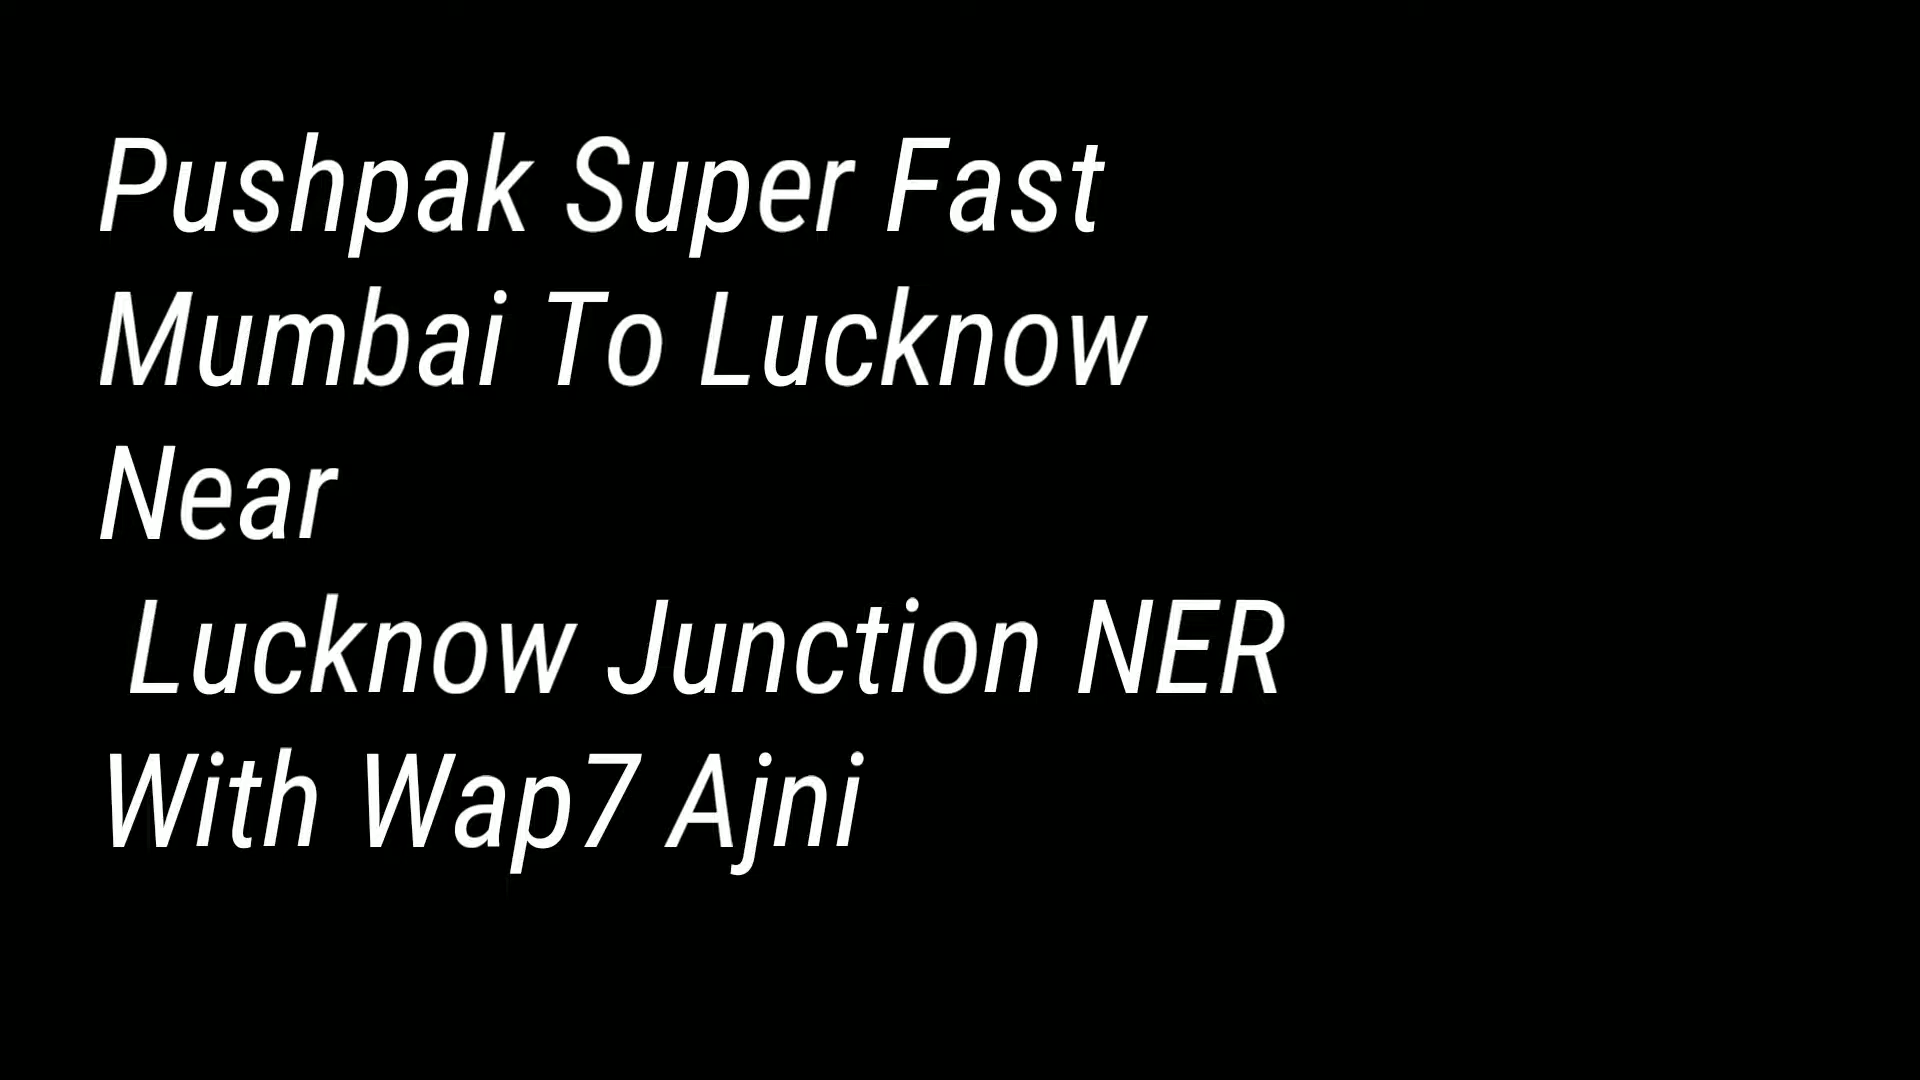 Pushpak Super Fast
Mumbai To Lucknow
Near
Lucknow Junction NER
With Wap7 Ajni